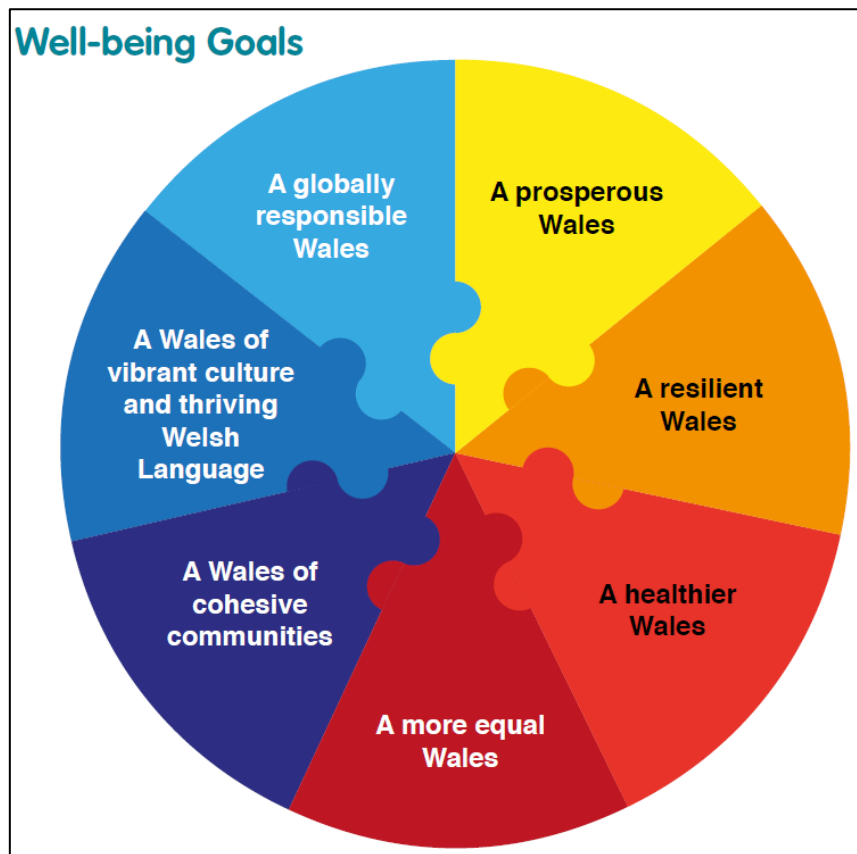 Well-being Goals
A prosperous
Wales
A resilient
Wales
A healthier
Wales
A more equal
Wales
A Wales of
cohesive
communities
A Wales of
vibrant culture
and thriving
Welsh
Language
A globally
responsible
Wales